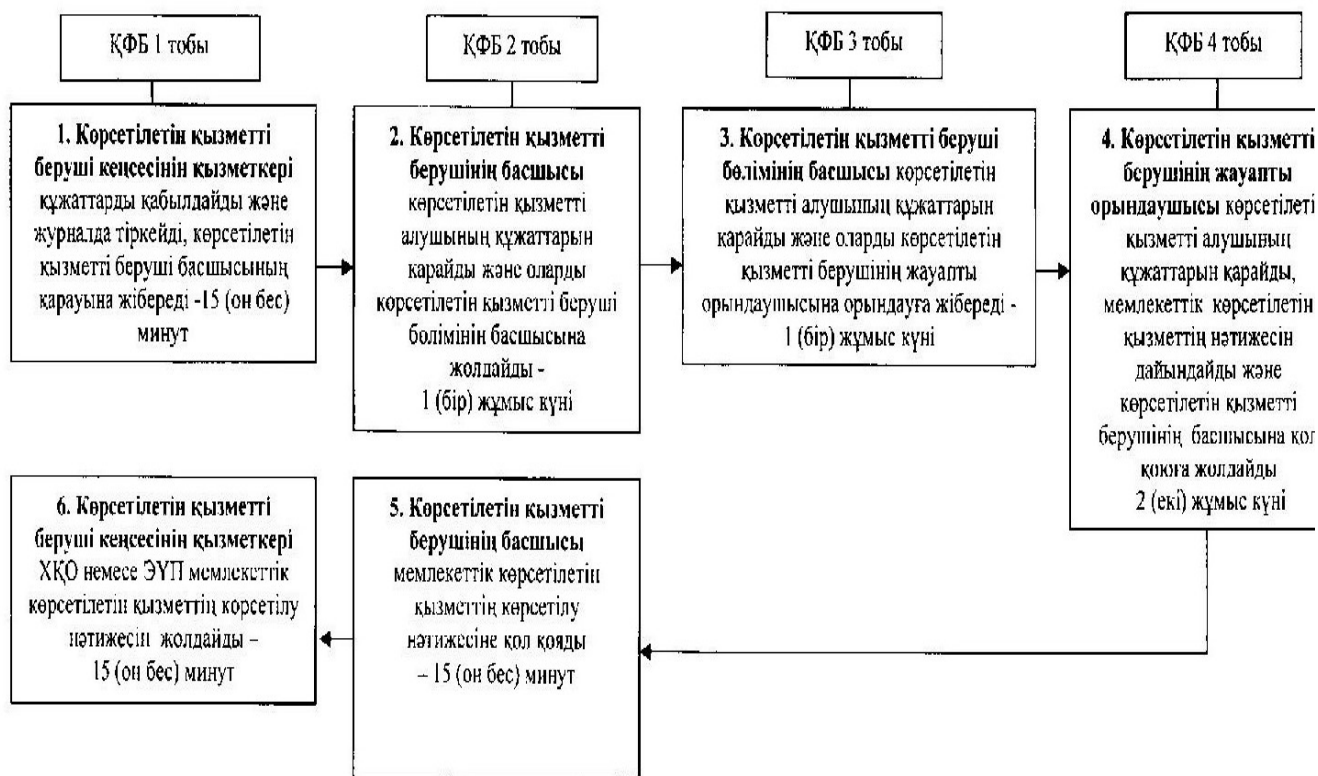 ҚФБ 1 тобы
ҚФБ 2 тобы
ҚФБ 3 тобы
ҚФБ 4 тобы
1. Көрсетілетін қызметті
беруші кеңсесінің қызметкері
құжаттарды қабылдайды және
журналда тіркейді, көрсетілетін
қызметті беруші басшысының
қарауына жібереді -15 (он бес)
минут
2. Көрсетілетін қызметті
берушінің басшысы
көрсетілетін қызметті
алушының құжаттарын
қарайды және оларды
көрсетілетін қызметті беруші
бөлімінің басшысына
жолдайды -
1 (бір) жұмыс күні
3. Көрсетілетін қызметті беруші
бөлімінің басшысы көрсетілетін
қызметті алушының құжаттарын
қарайды және оларды көрсетілетін
қызметті берушінің жауапты
орындаушысына орындауға жібереді -
1 (бір) жұмыс күні
4. Көрсетілетін қызметті
берушінің жауапты
орындаушысы көрсетілеті
қызметті алушының
құжаттарын қарайды,
мемлекеттік көрсетілетін
қызметтің нәтижесін
дайындайды және
көрсетілетін қызметті
берушінің басшысына қол
қоюға жолдайды
2 (екі) жұмыс күні
6. Көрсетілетін қызметті
беруші кеңсесінің қызметкері
ХҚО немесе ЭҮП мемлекеттік
көрсетілетін қызметтің көрсетілу
нәтижесін жолдайды –
15 (он бес) минут
5. Көрсетілетін қызметті
берушінің басшысы
мемлекеттік көрсетілетін
қызметтің көрсетілу
нәтижесіне қол қояды
– 15 (он бес) минут